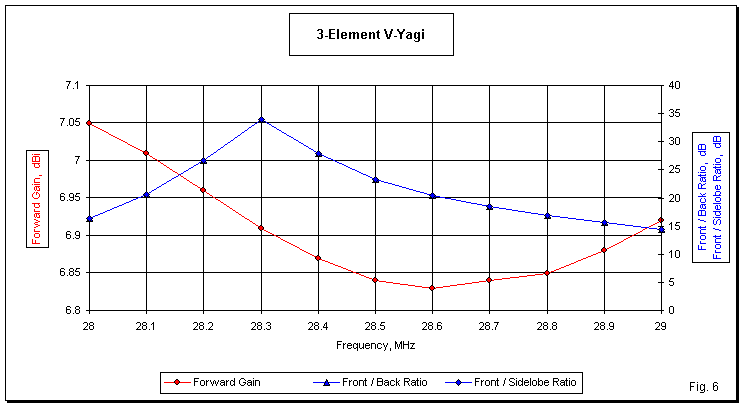 3-Element V-Yagi
7.1
7.05
7
6.95
6.9
6.85
6.8
Forward Gain, dBi
40
35
30
25
20
15
10
5
0
Front / Back Ratio, dB
Front / Sidelobe Ratio, dB
28 28.1 28.2 28.3 28.4 28.5 28.6 28.7 28.8 28.9 29
Frequency, MHz
Forward Gain Front / Back Ratio Front / Sidelobe Ratio
Fig. 6